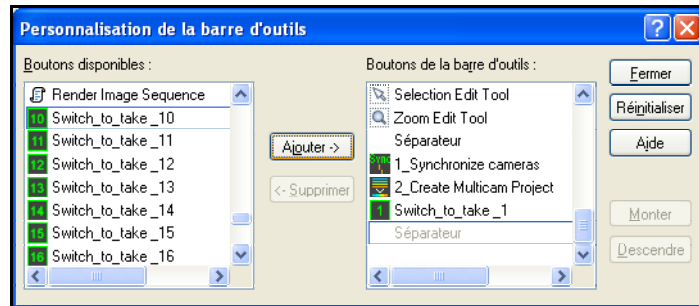 Personnalisation de la barre d'outils
Boutons disponibles :
Render Image Sequence
10 Switch_to_take _10
11 Switch_to_take _11
12 Switch_to_take _12
13 Switch_to_take _13
14 Switch_to_take _14
15 Switch_to_take _15
16 Switch_to_take _16
Ajouter ->
<- Supprimer
Boutons de la barre d'outils :
Selection Edit Tool
Zoom Edit Tool
Séparateur
Sync 1_Synchronize cameras
2_Create Multicam Project
1 Switch_to_take _1
Séparateur
Fermer
Réinitialiser
Aide
Monter
Descendre